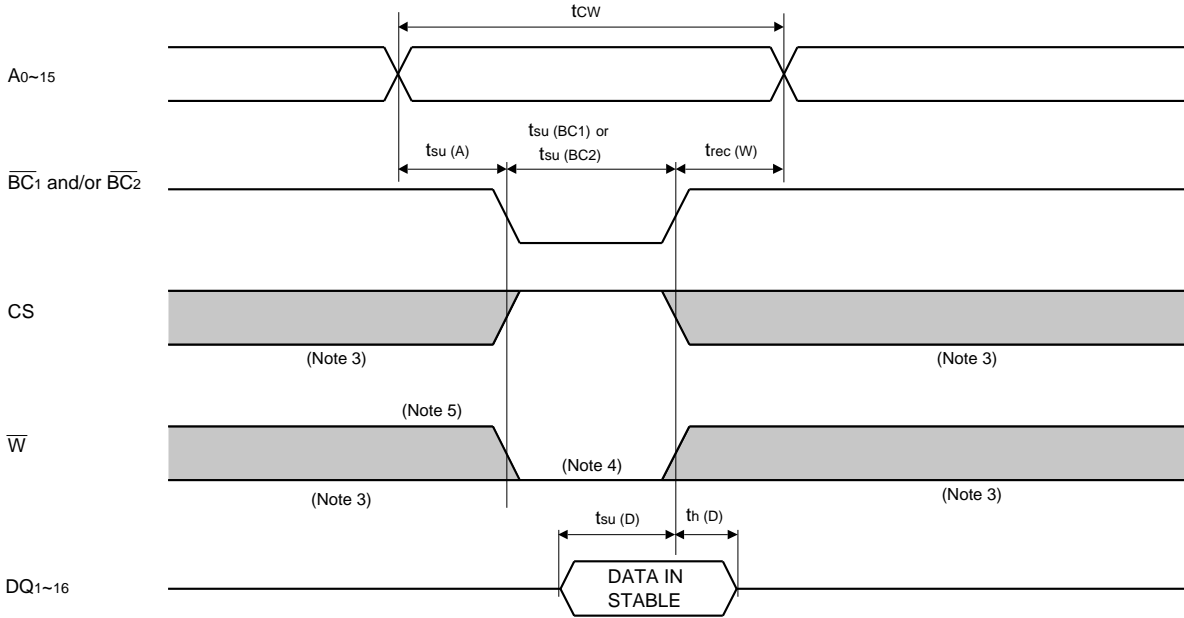 tCW
A0~15
tsu (BC1) or
tsu (A) tsu (BC2) trec (W)
BC1 and/or BC2
CS
(Note 3) (Note 3)
(Note 5)
W
(Note 4)
(Note 3) (Note 3)
tsu (D) th (D)
DQ1~16
DATA IN
STABLE